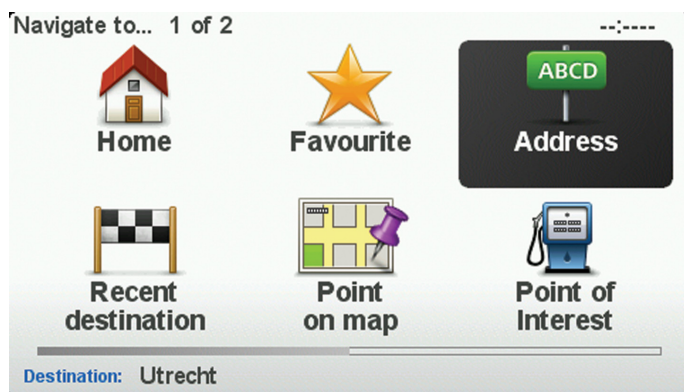 Navigate to... 1 of 2
--:----
ABCD
Home
Favourite
Address
Recent
destination
Point
on map
Point of
Interest
Destination: Utrecht